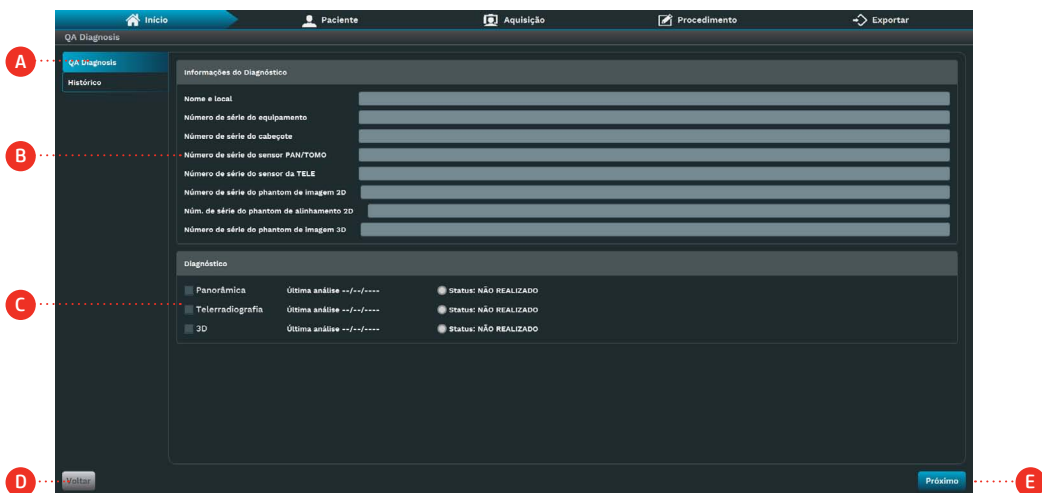 Início Paciente Aquisição Procedimento Exportar
QA Diagnosis
A
QA Diagnosis
Histórico
Informações do Diagnóstico
Nome e local
Número de série do equipamento
Número de série do cabeçote
B
Número de série do sensor PAN/TOMO
Número de série do sensor da TELE
Número de série do phantom de imagem 2D
Núm. de série do phantom de alinhamento 2D
Número de série do phantom de imagem 3D
Diagnóstico
Panorâmica Última análise --/--/---- Status: NÃO REALIZADO
C
Telerradiografia Última análise --/--/---- Status: NÃO REALIZADO
3D Última análise --/--/---- Status: NÃO REALIZADO
D
Voltar
Próximo
E